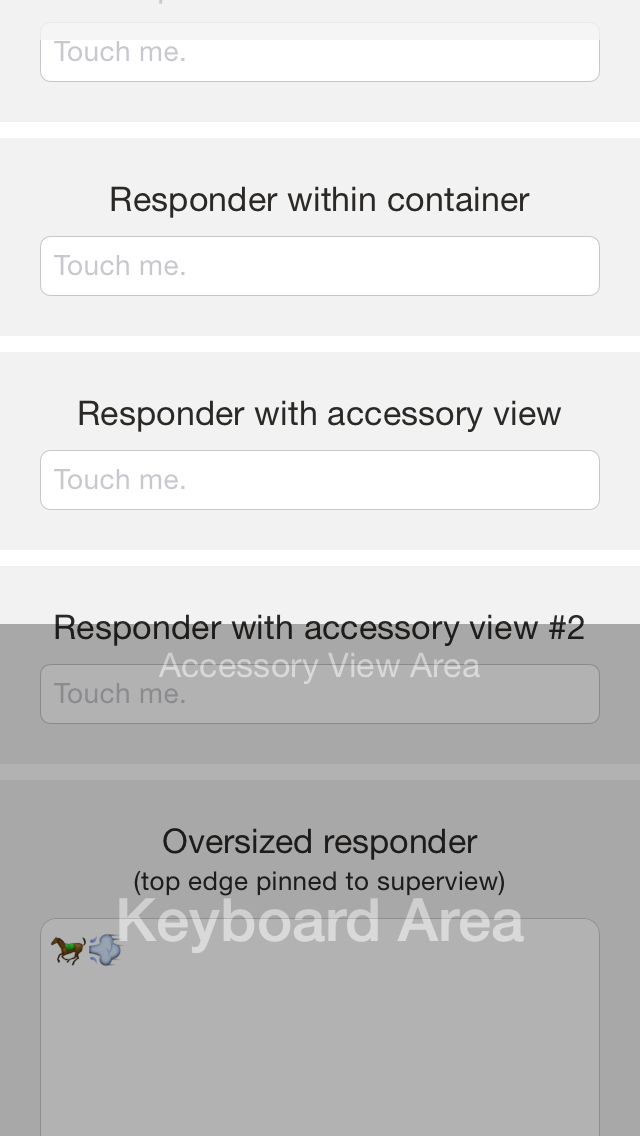 Touch me.
Responder within container
Touch me.
Responder with accessory view
Touch me.
Responder with accessory view #2
Accessory View Area
Touch me.
Oversized responder
(top edge pinned to superview)
Keyboard Area
🐎💨